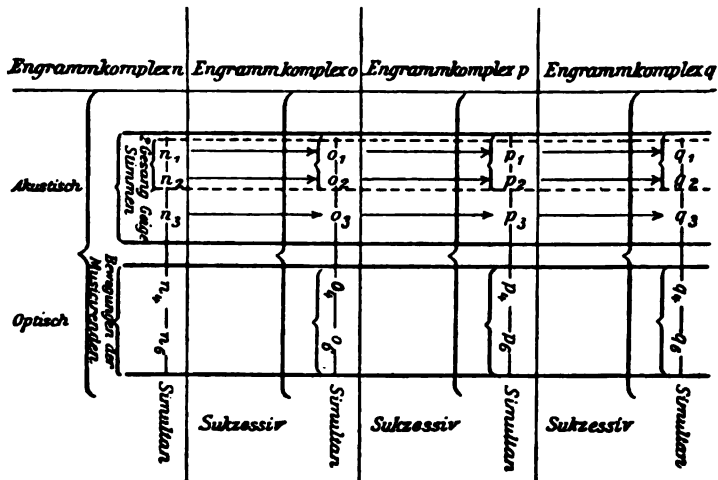 Engrammkomplex n Engrammkomplex o Engrammkomplex p Engrammkomplex q
Akustisch
2 Gesang Geige
Stimmen
n₁ o₁ p₁ q₁
n₂ o₂ p₂ q₂
n₃ o₃ p₃ q₃
Optisch
Bewegungen der
Musicirenden
n₄ o₄ p₄ q₄
n₆ o₆ p₆ q₆
Simultan Sukzessiv Simultan Sukzessiv Simultan Sukzessiv Simultan